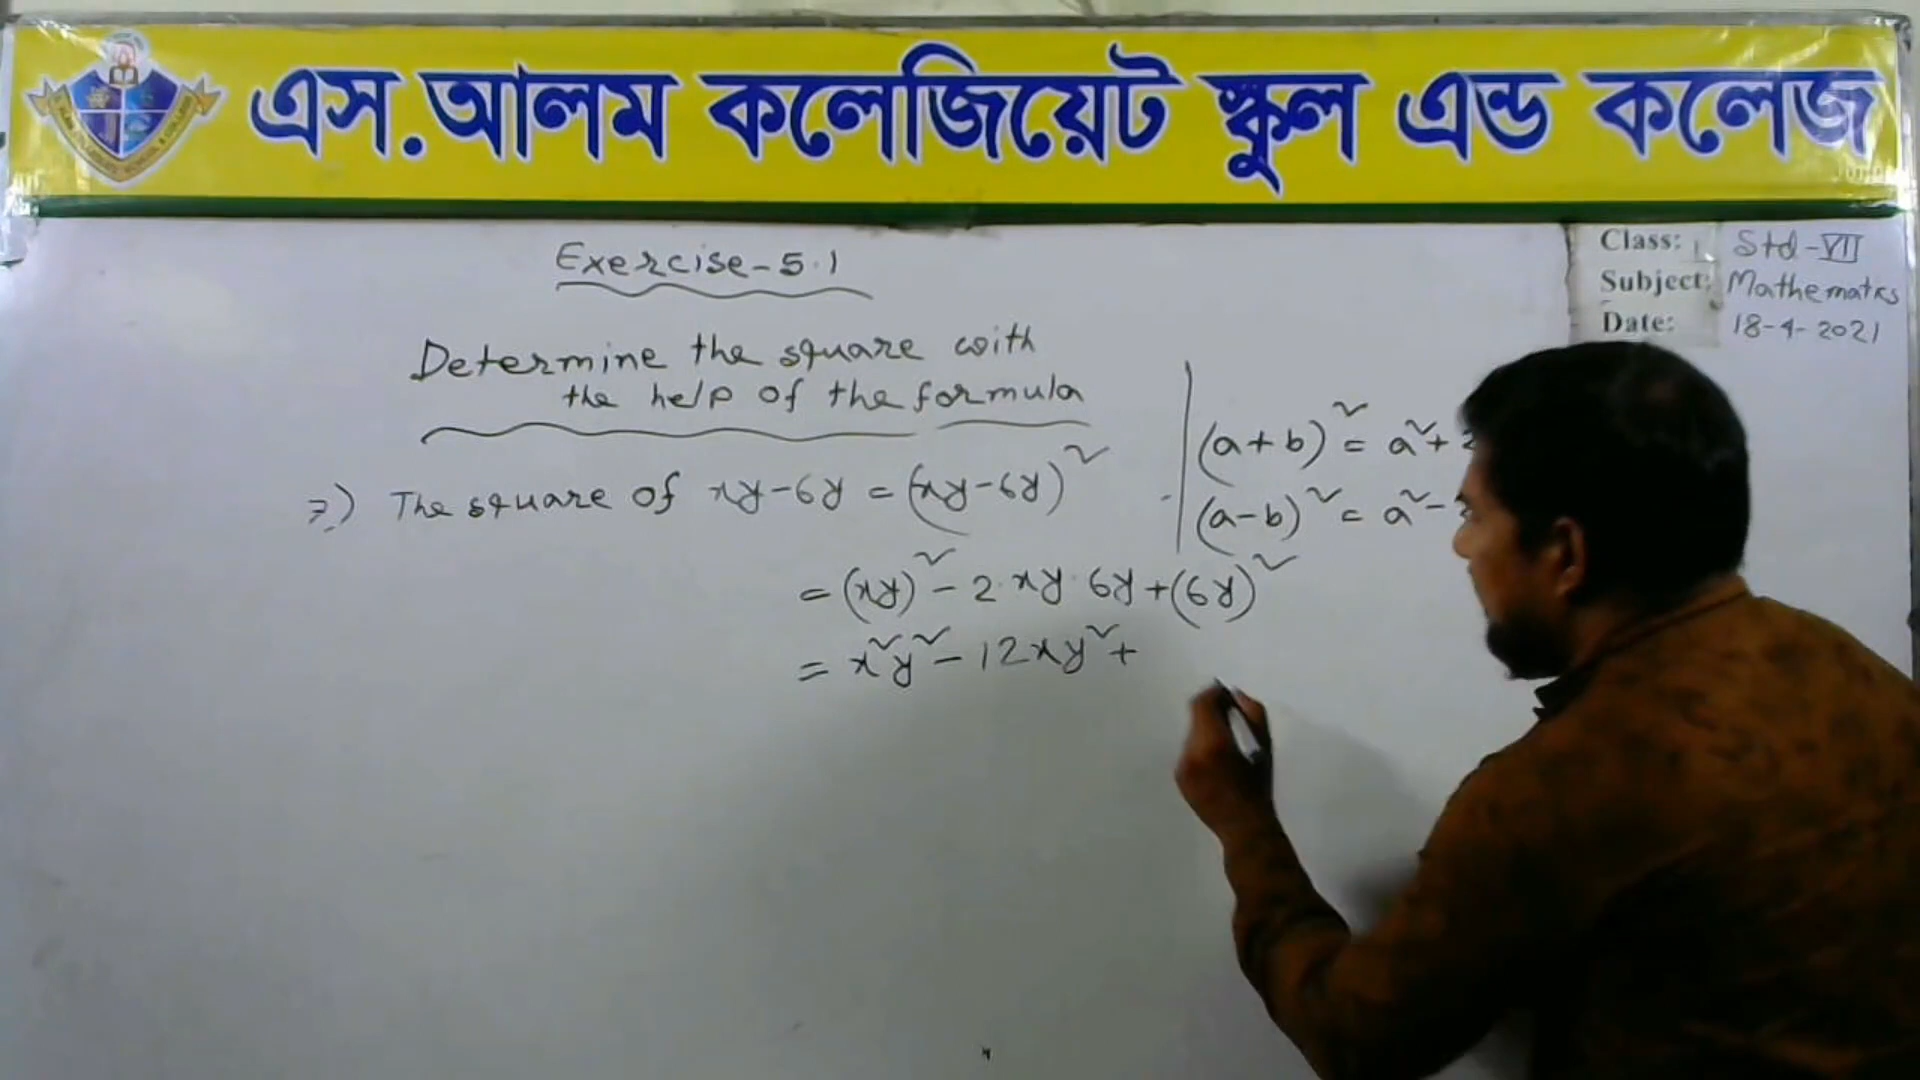 এস.আলম কলেজিয়েট স্কুল এন্ড কলেজ
Class: Std-VII
Subject: Mathematics
Date: 18-4-2021
Exercise-5.1
Determine the square with
the help of the formula
(a+b)² = a²+
(a-b)² = a²-
7.) The square of xy-6y = (xy-6y)²
= (xy)² - 2·xy·6y+(6y)²
= x²y² - 12xy²+